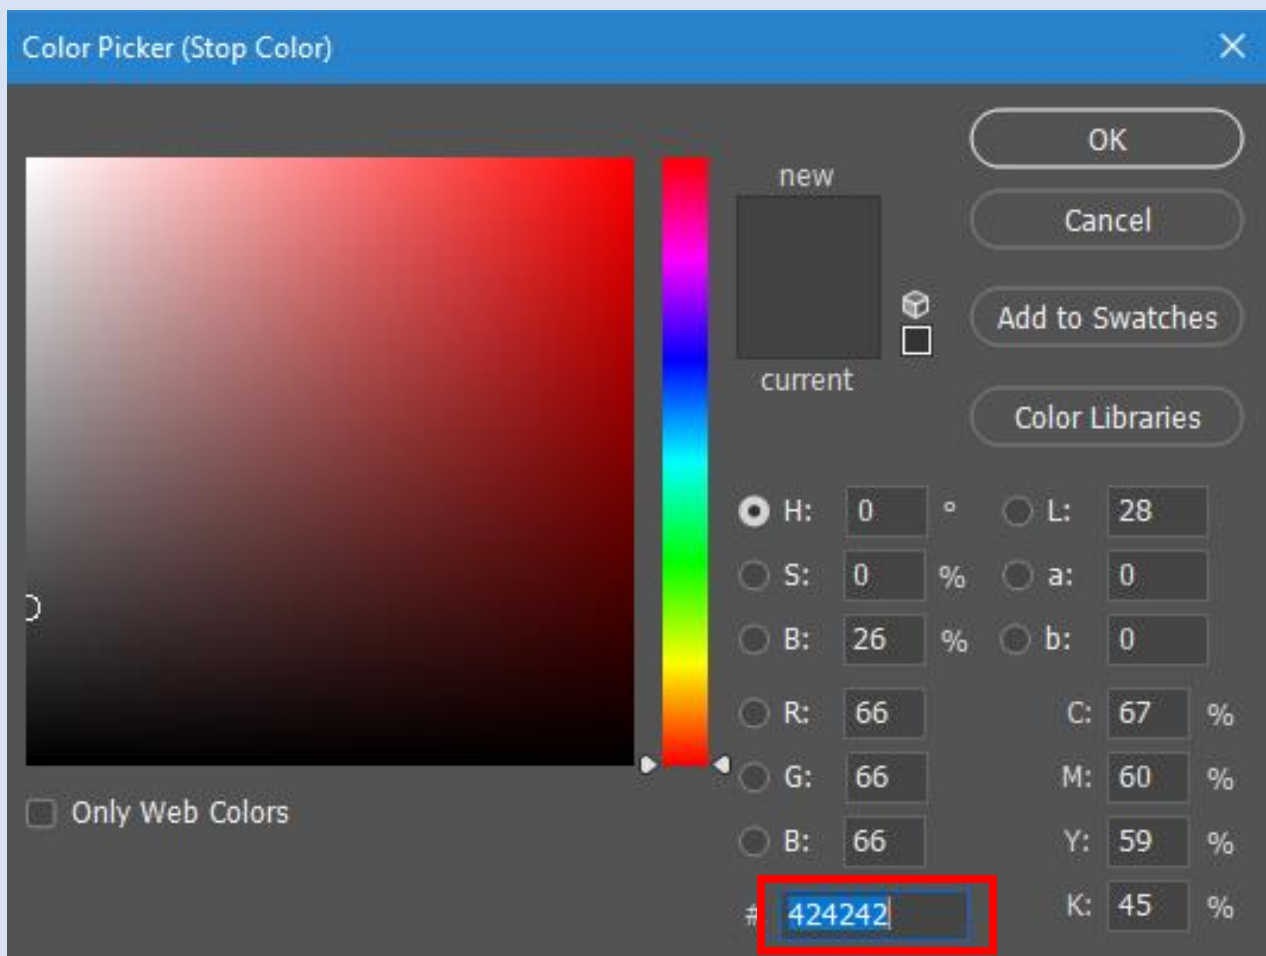 Color Picker (Stop Color)
OK
new
Cancel
Add to Swatches
current
Color Libraries
H: 0 ° L: 28
S: 0 % a: 0
B: 26 % b: 0
R: 66 C: 67 %
G: 66 M: 60 %
Only Web Colors
B: 66 Y: 59 %
# 424242 K: 45 %